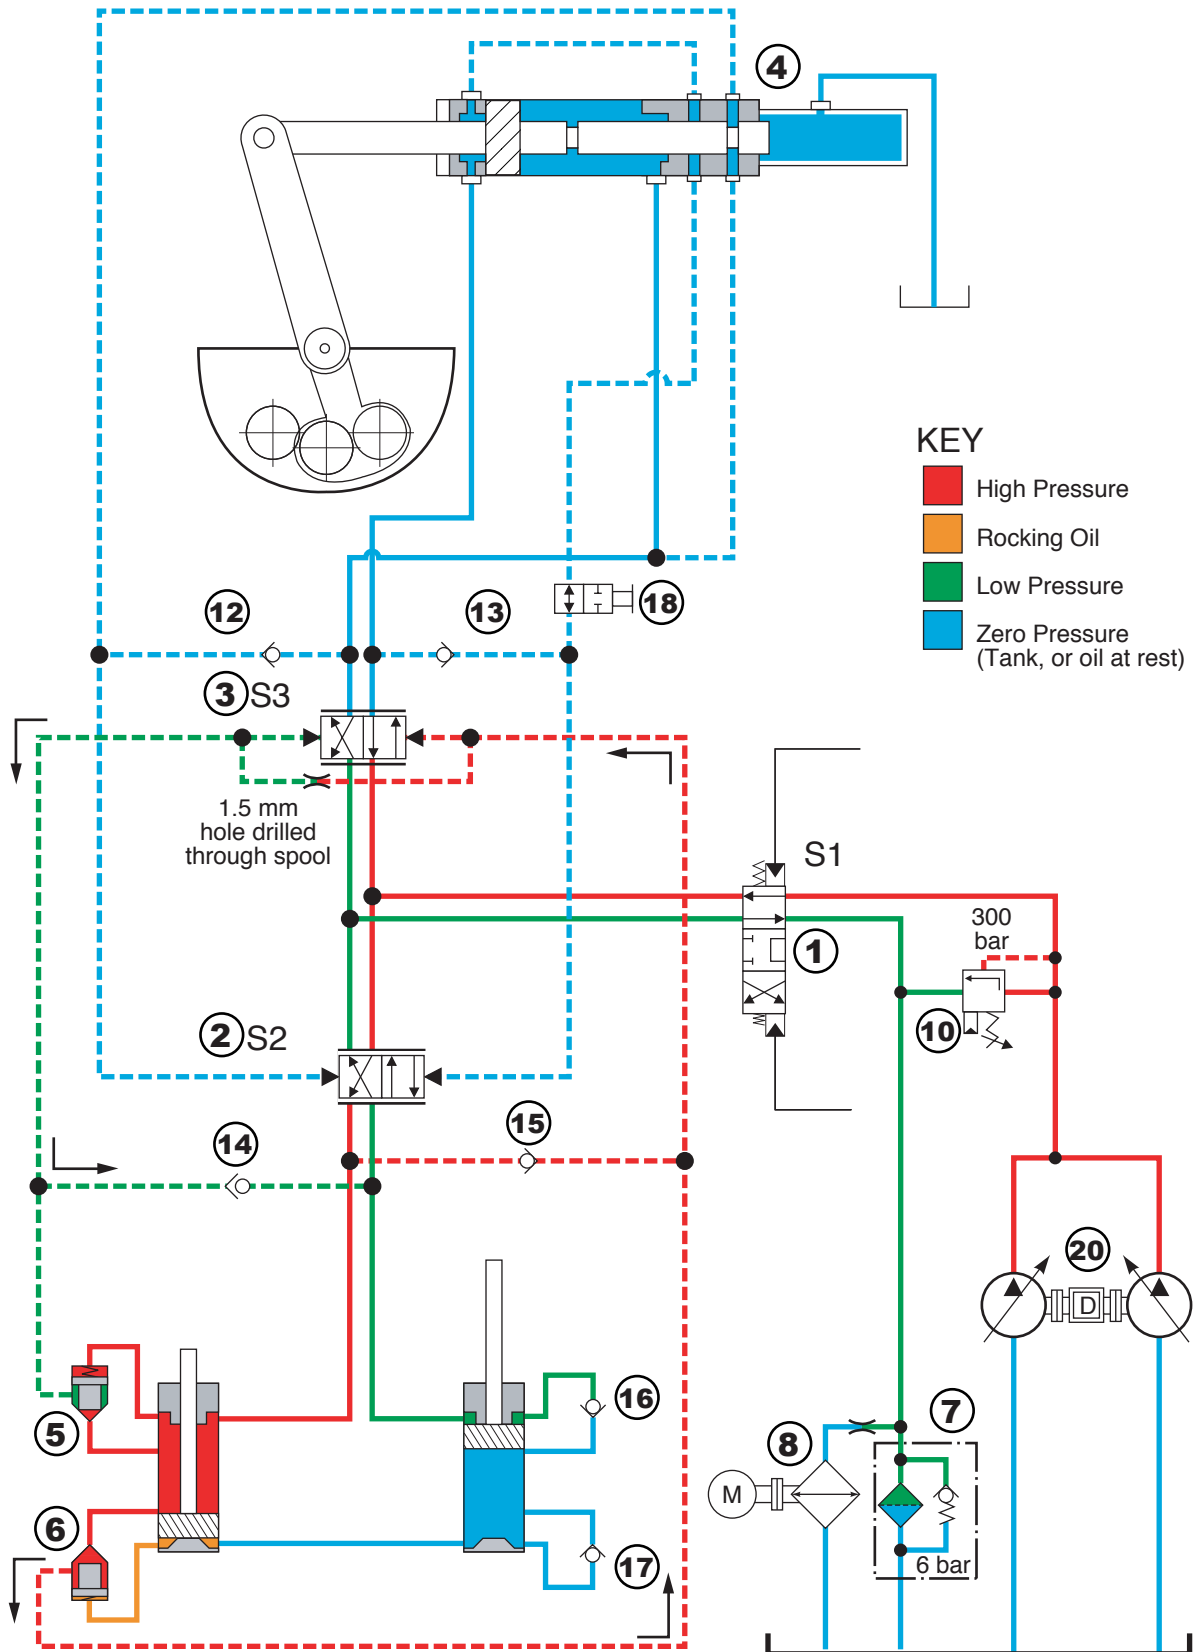 4
KEY
High Pressure
Rocking Oil
Low Pressure
Zero Pressure
(Tank, or oil at rest)
12
13
18
3 S3
1.5 mm
hole drilled
through spool
S1
1
300
bar
10
2 S2
15
14
20
D
5
16
7
8
M
6
17
6 bar